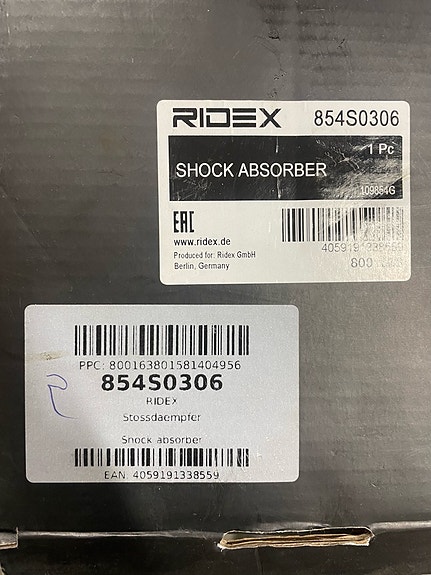 RIDEX 854S0306
1 Pc
SHOCK ABSORBER
109854G
EAC
www.ridex.de
Produced for: Ridex GmbH
Berlin, Germany
4059191338559
PPC: 800163801581404956
854S0306
RIDEX
Stossdaempfer
Shock absorber
EAN: 4059191338559